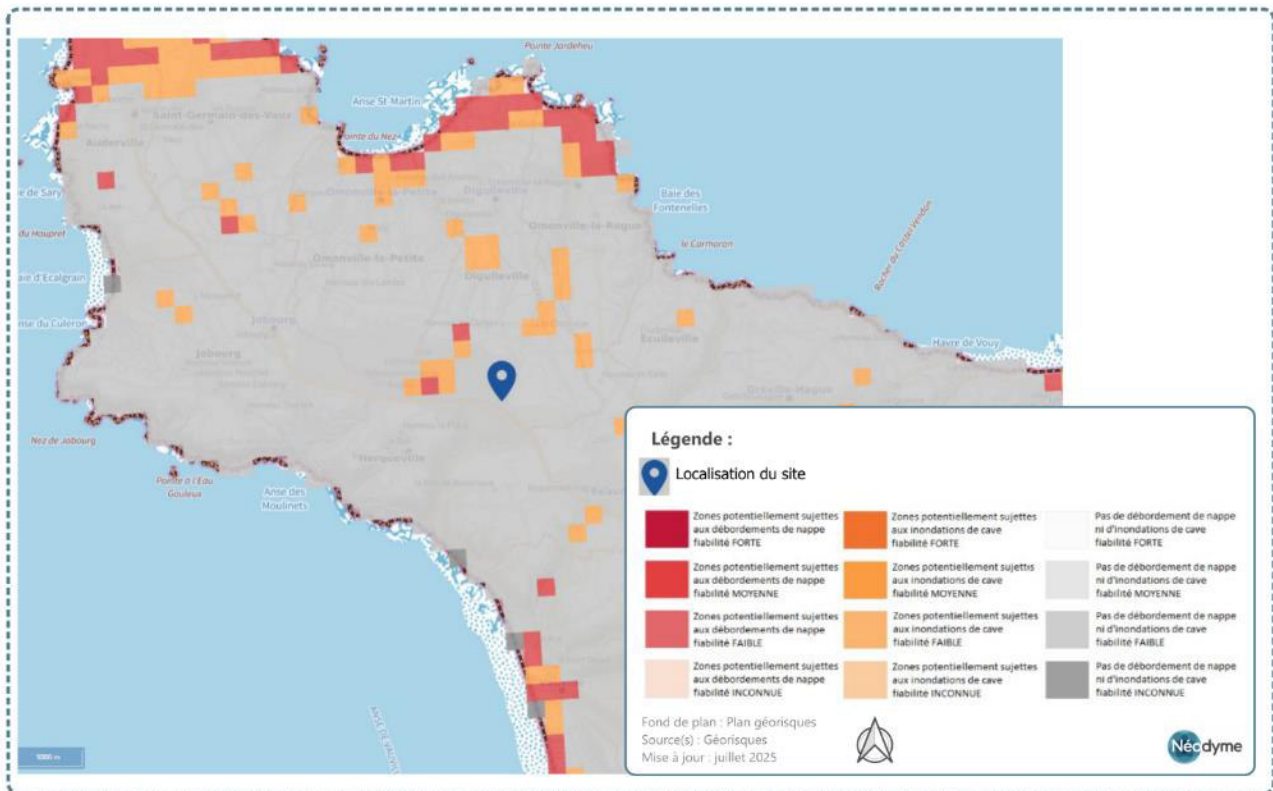 Pointe Jardeheu
Anse St-Martin
Saint-Germain-des-Vaux
Pointe du Nez
Auderville
Omonville-la-Petite
Digulleville
Baie des
Fontenelles
Omonville-la-Rogue
du Houpret
le Carmoran
Rocher du Castel Vendon
Omonville-la-Petite
Digulleville
aie d'Ecalgrain
Jobourg
Eculleville
Havre de Vouy
Jobourg
Gréville-Hague
Nez de Jobourg
Herqueville
Pointe à l'Eau
Gouleux
Anse des
Moulinets
Légende :
Localisation du site
Zones potentiellement sujettes
aux débordements de nappe
fiabilité FORTE
Zones potentiellement sujettes
aux inondations de cave
fiabilité FORTE
Pas de débordement de nappe
ni d'inondations de cave
fiabilité FORTE
Zones potentiellement sujettes
aux débordements de nappe
fiabilité MOYENNE
Zones potentiellement sujettis
aux inondations de cave
fiabilité MOYENNE
Pas de débordement de nappe
ni d'inondations de cave
fiabilité MOYENNE
Zones potentiellement sujettes
aux débordements de nappe
fiabilité FAIBLE
Zones potentiellement sujettes
aux inondations de cave
fiabilité FAIBLE
Pas de débordement de nappe
ni d'inondations de cave
fiabilité FAIBLE
Zones potentiellement sujettes
aux débordements de nappe
fiabilité INCONNUE
Zones potentiellement sujettes
aux inondations de cave
fiabilité INCONNUE
Pas de débordement de nappe
ni d'inondations de cave
fiabilité INCONNUE
Fond de plan : Plan géorisques
Source(s) : Géorisques
Mise à jour : juillet 2025
Néodyme